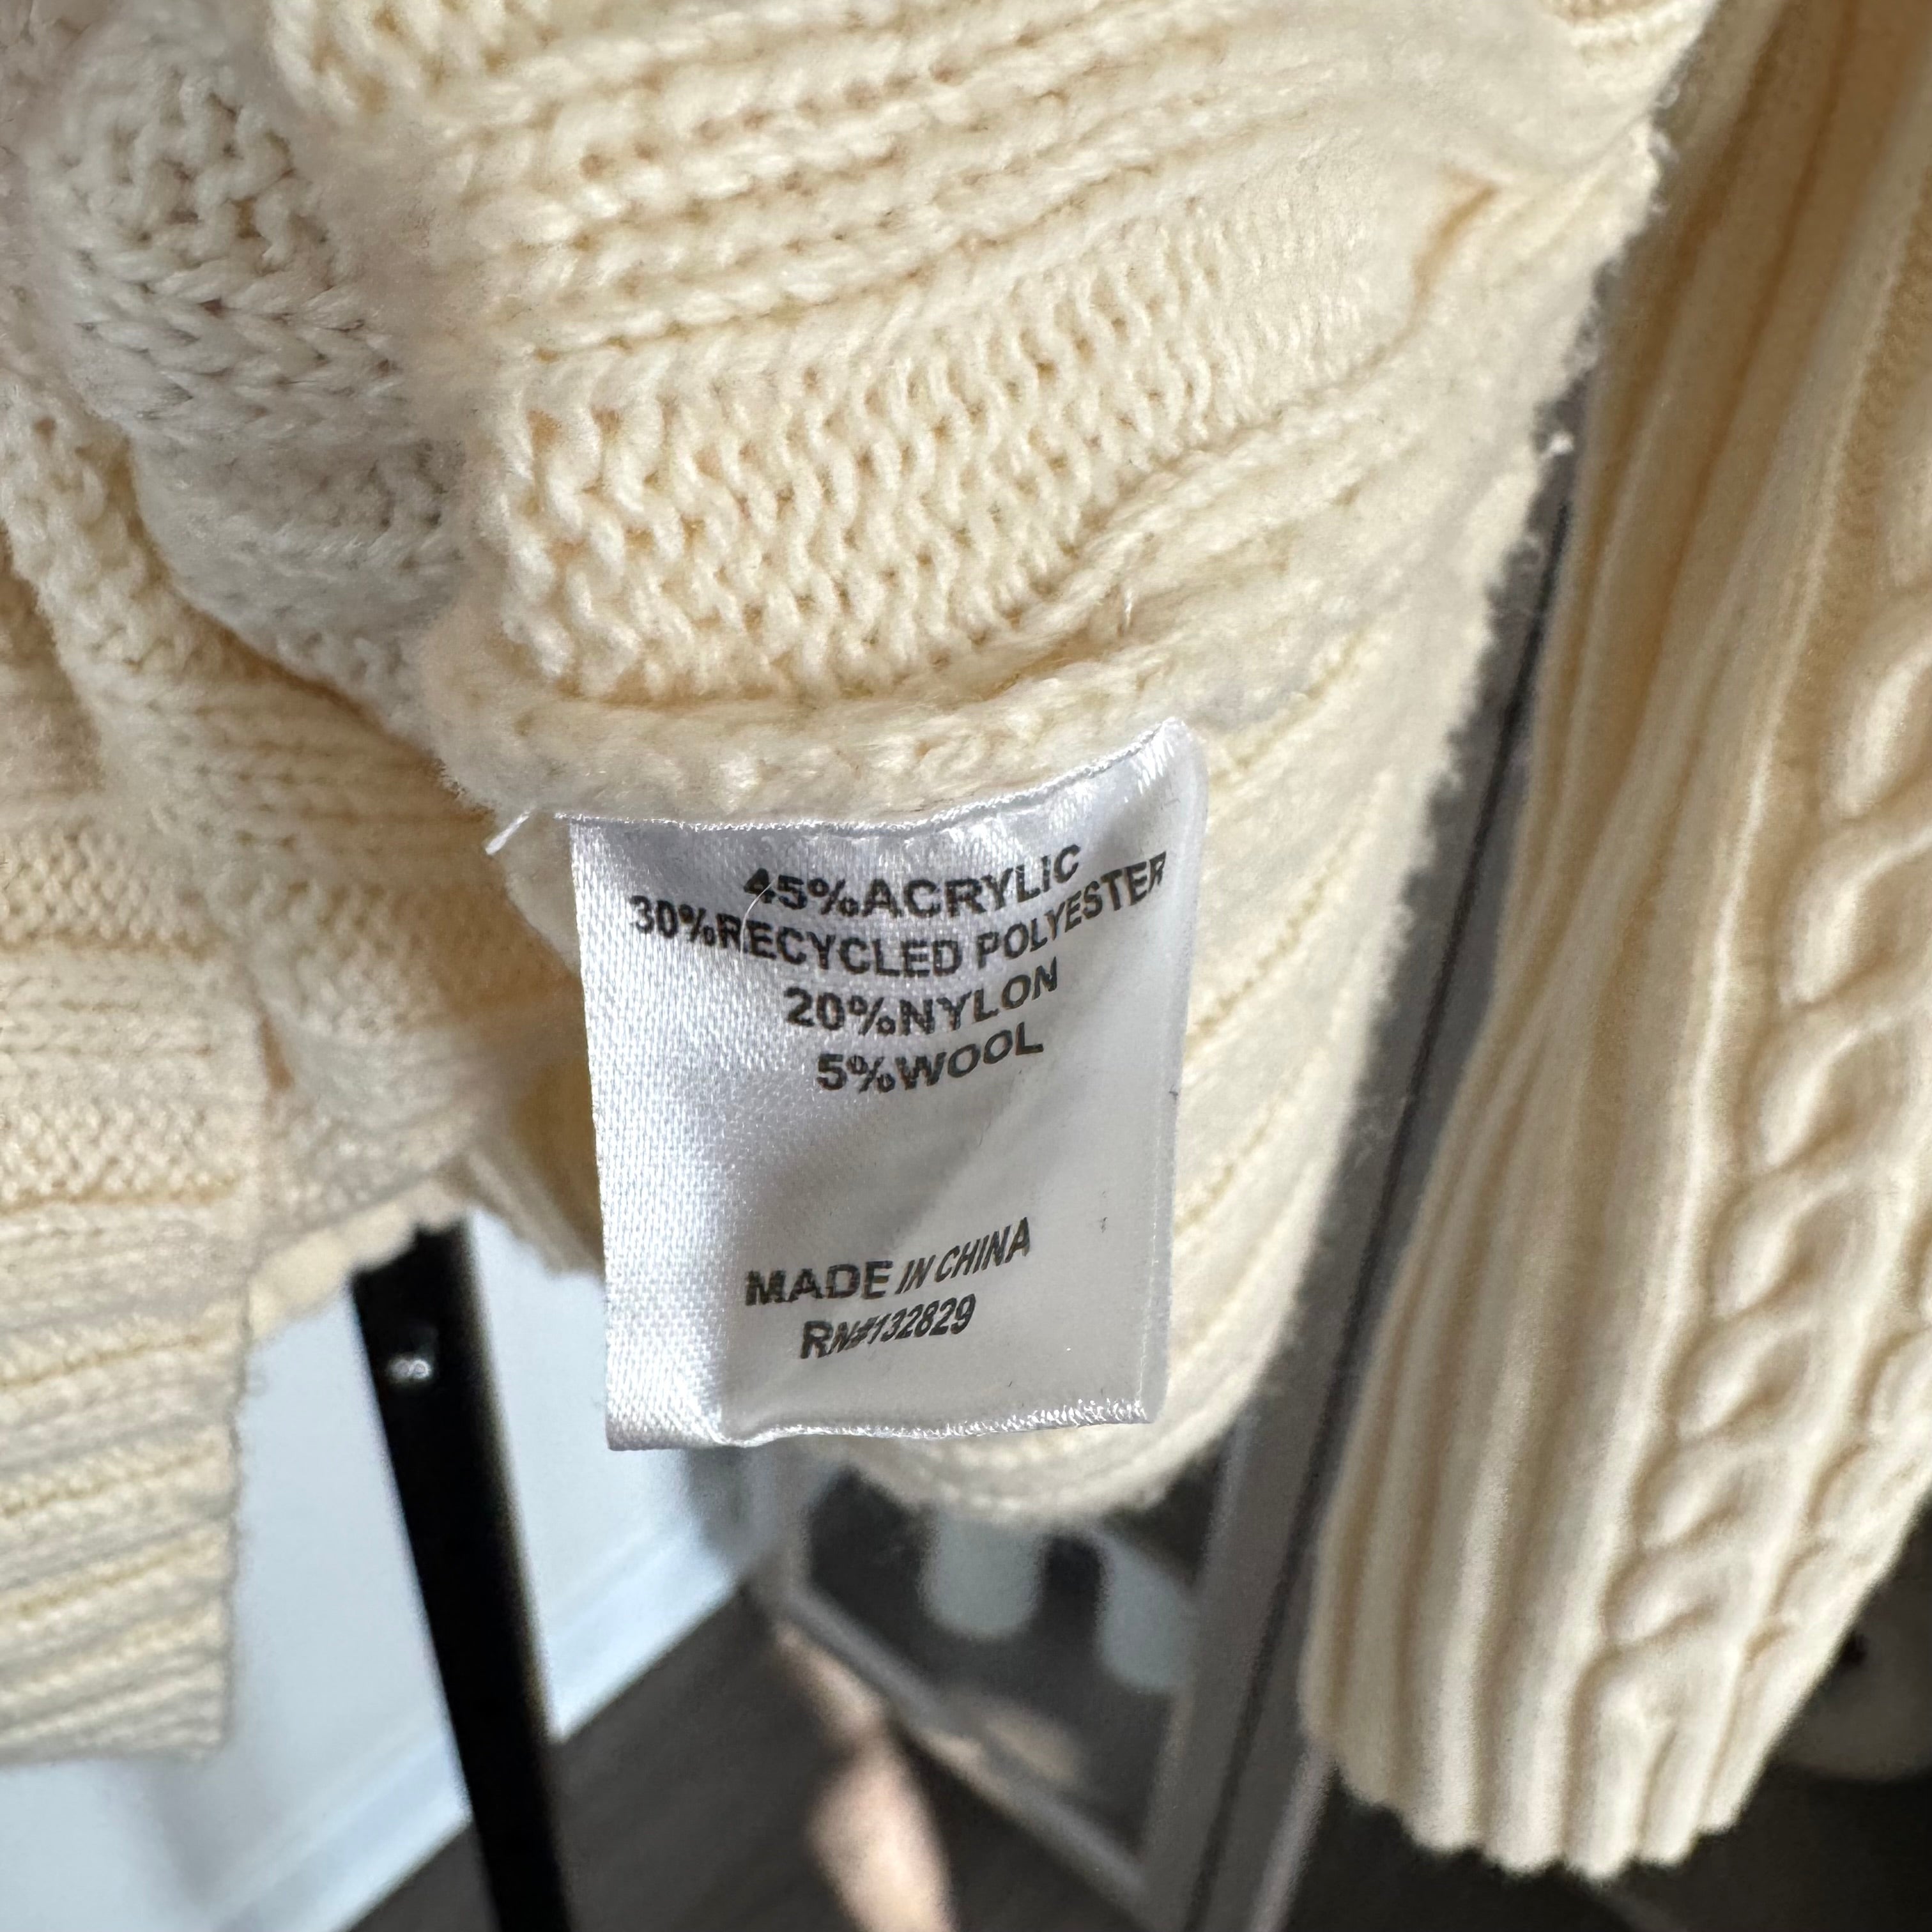 45%ACRYLIC
30%RECYCLED POLYESTER
20%NYLON
5%WOOL
MADE IN CHINA
RN#132829